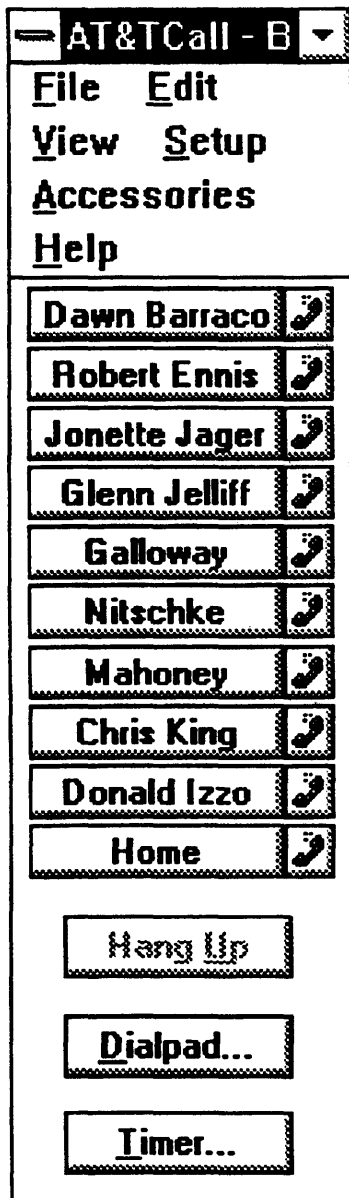 AT&TCall - B
File Edit
View Setup
Accessories
Help
Dawn Barraco
Robert Ennis
Jonette Jager
Glenn Jelliff
Galloway
Nitschke
Mahoney
Chris King
Donald Izzo
Home
Hang Up
Dialpad...
Timer...